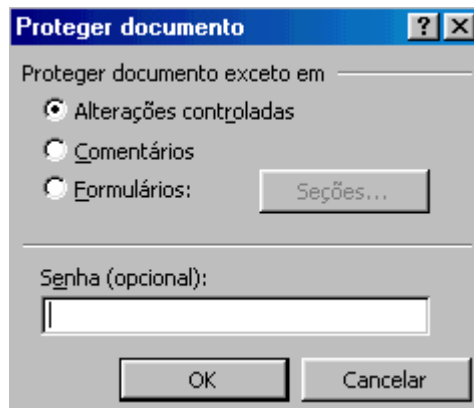 Proteger documento
Proteger documento exceto em
Alterações controladas
Comentários
Formulários:
Seções...
Senha (opcional):
OK
Cancelar